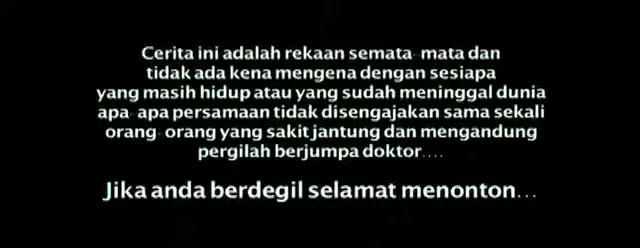 Cerita ini adalah rekaan semata-mata dan
tidak ada kena mengena dengan sesiapa
yang masih hidup atau yang sudah meninggal dunia
apa-apa persamaan tidak disengajakan sama sekali
orang-orang yang sakit jantung dan mengandung
pergilah berjumpa doktor....
Jika anda berdegil selamat menonton...